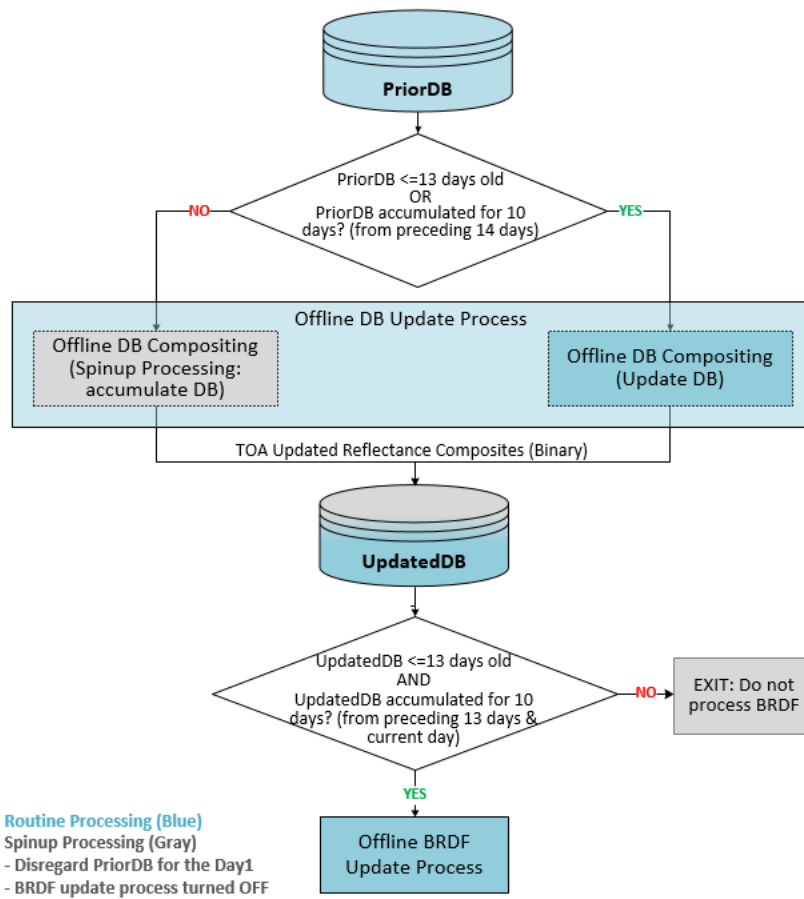 PriorDB
PriorDB <=13 days old
OR
PriorDB accumulated for 10
days? (from preceding 14 days)
NO
YES
Offline DB Update Process
Offline DB Compositing
(Spinup Processing:
accumulate DB)
Offline DB Compositing
(Update DB)
TOA Updated Reflectance Composites (Binary)
UpdatedDB
UpdatedDB <=13 days old
AND
UpdatedDB accumulated for 10
days? (from preceding 13 days &
current day)
NO
EXIT: Do not
process BRDF
YES
Offline BRDF
Update Process
Routine Processing (Blue)
Spinup Processing (Gray)
- Disregard PriorDB for the Day1
- BRDF update process turned OFF